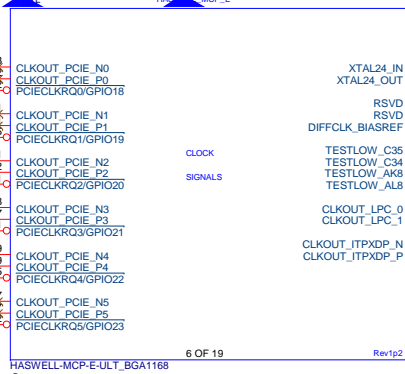 CLKOUT_PCIE_N0
CLKOUT_PCIE_P0
PCIECLKRQ0/GPIO18
CLKOUT_PCIE_N1
CLKOUT_PCIE_P1
PCIECLKRQ1/GPIO19
CLKOUT_PCIE_N2
CLKOUT_PCIE_P2
PCIECLKRQ2/GPIO20
CLKOUT_PCIE_N3
CLKOUT_PCIE_P3
PCIECLKRQ3/GPIO21
CLKOUT_PCIE_N4
CLKOUT_PCIE_P4
PCIECLKRQ4/GPIO22
CLKOUT_PCIE_N5
CLKOUT_PCIE_P5
PCIECLKRQ5/GPIO23
CLOCK
SIGNALS
XTAL24_IN
XTAL24_OUT
RSVD
RSVD
DIFFCLK_BIASREF
TESTLOW_C35
TESTLOW_C34
TESTLOW_AK8
TESTLOW_AL8
CLKOUT_LPC_0
CLKOUT_LPC_1
CLKOUT_ITPXDP_N
CLKOUT_ITPXDP_P
6 OF 19
Rev1p2
HASWELL-MCP-E-ULT_BGA1168